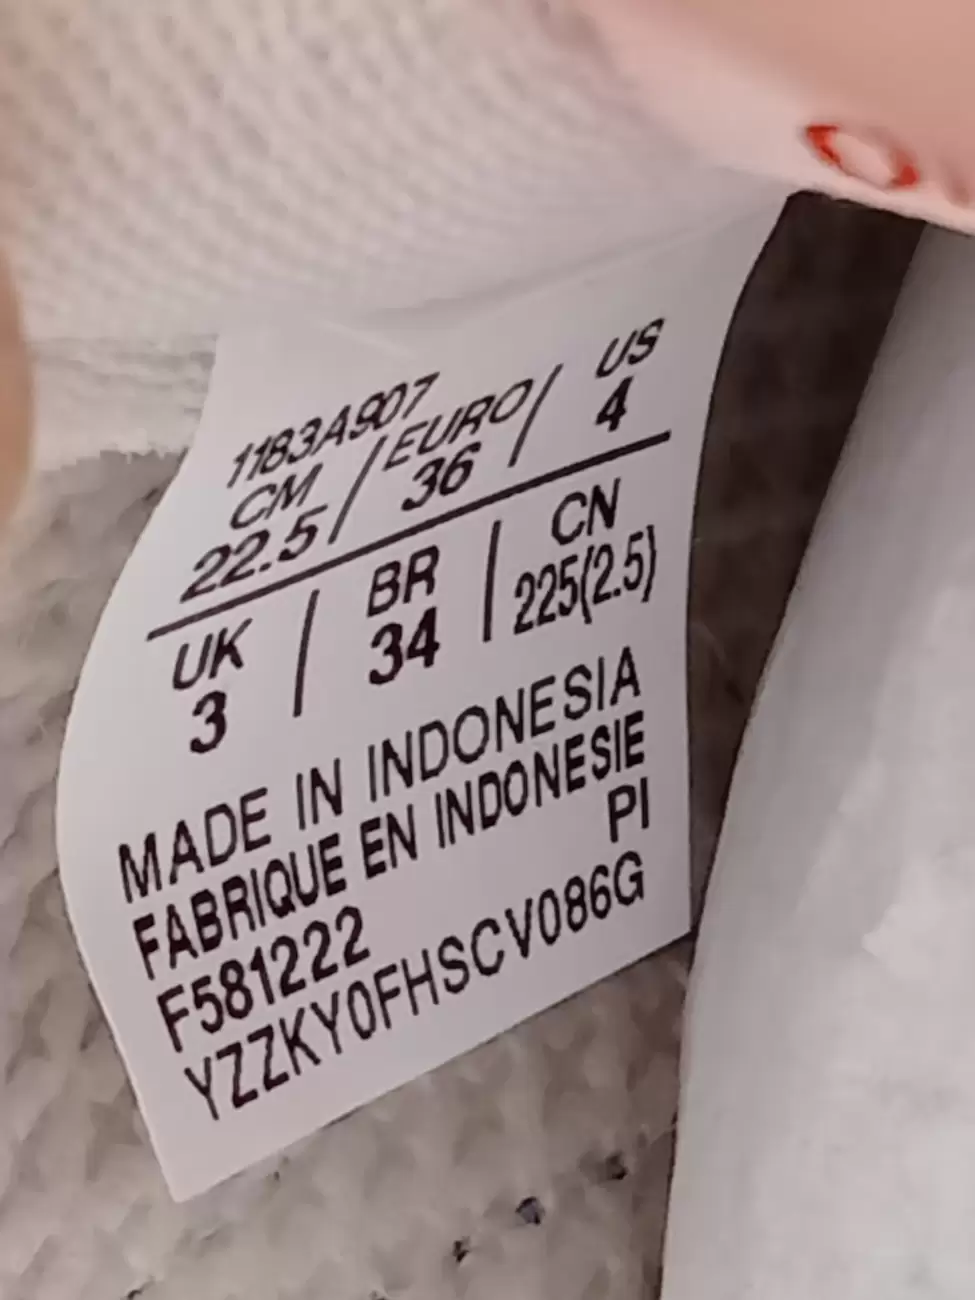 1183A907
CM / EURO / US
22.5 / 36 / 4
UK | BR | CN
3 | 34 | 225(2.5)
MADE IN INDONESIA
FABRIQUE EN INDONESIE
PI
F581222
YZZKY0FHSCV086G